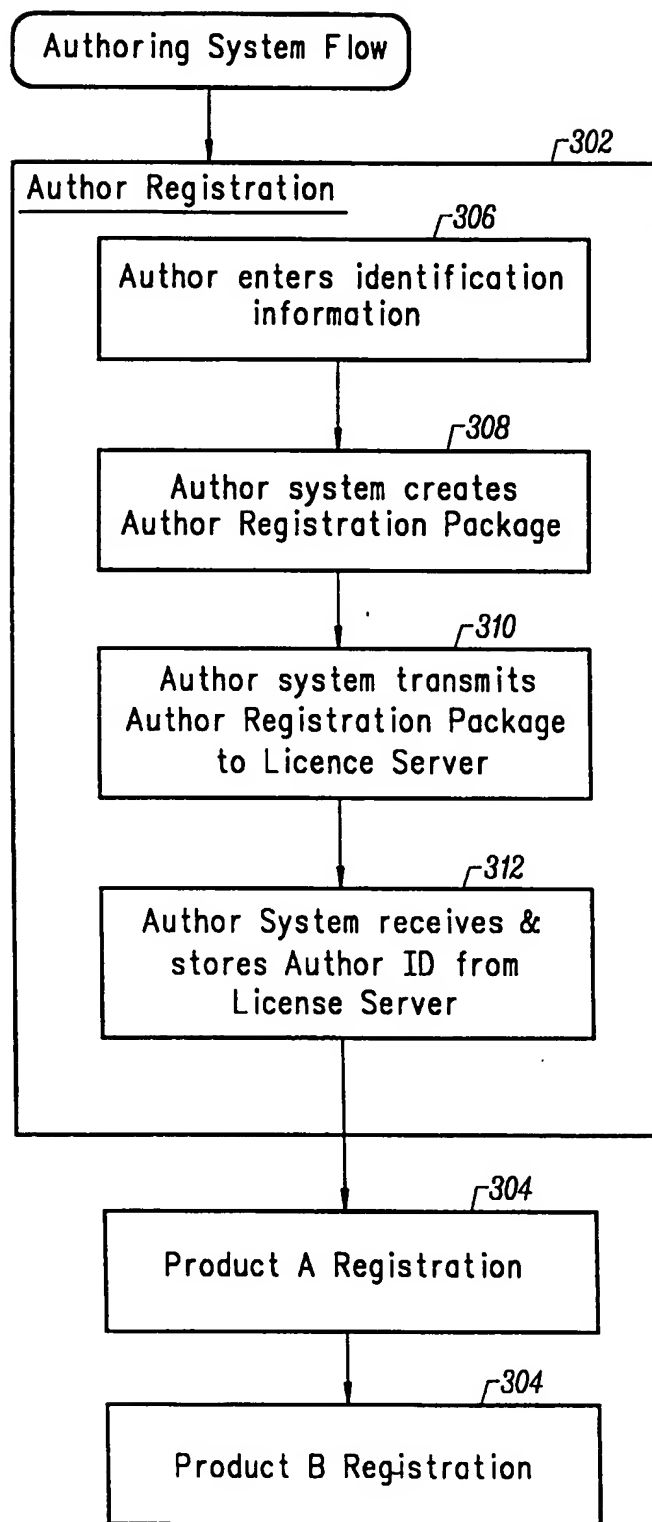 Authoring System Flow
302
Author Registration
306
Author enters identification
information
308
Author system creates
Author Registration Package
310
Author system transmits
Author Registration Package
to Licence Server
312
Author System receives &
stores Author ID from
License Server
304
Product A Registration
304
Product B Registration